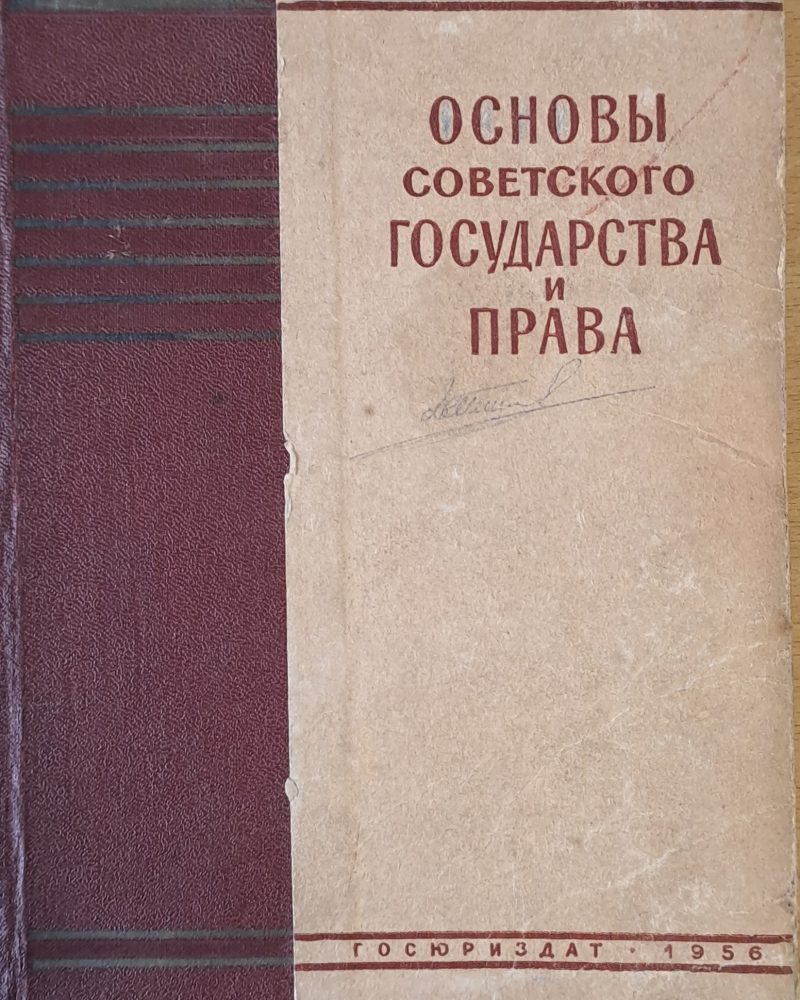 ОСНОВЫ
СОВЕТСКОГО
ГОСУДАРСТВА
И
ПРАВА
ГОСЮРИЗДАТ · 1956